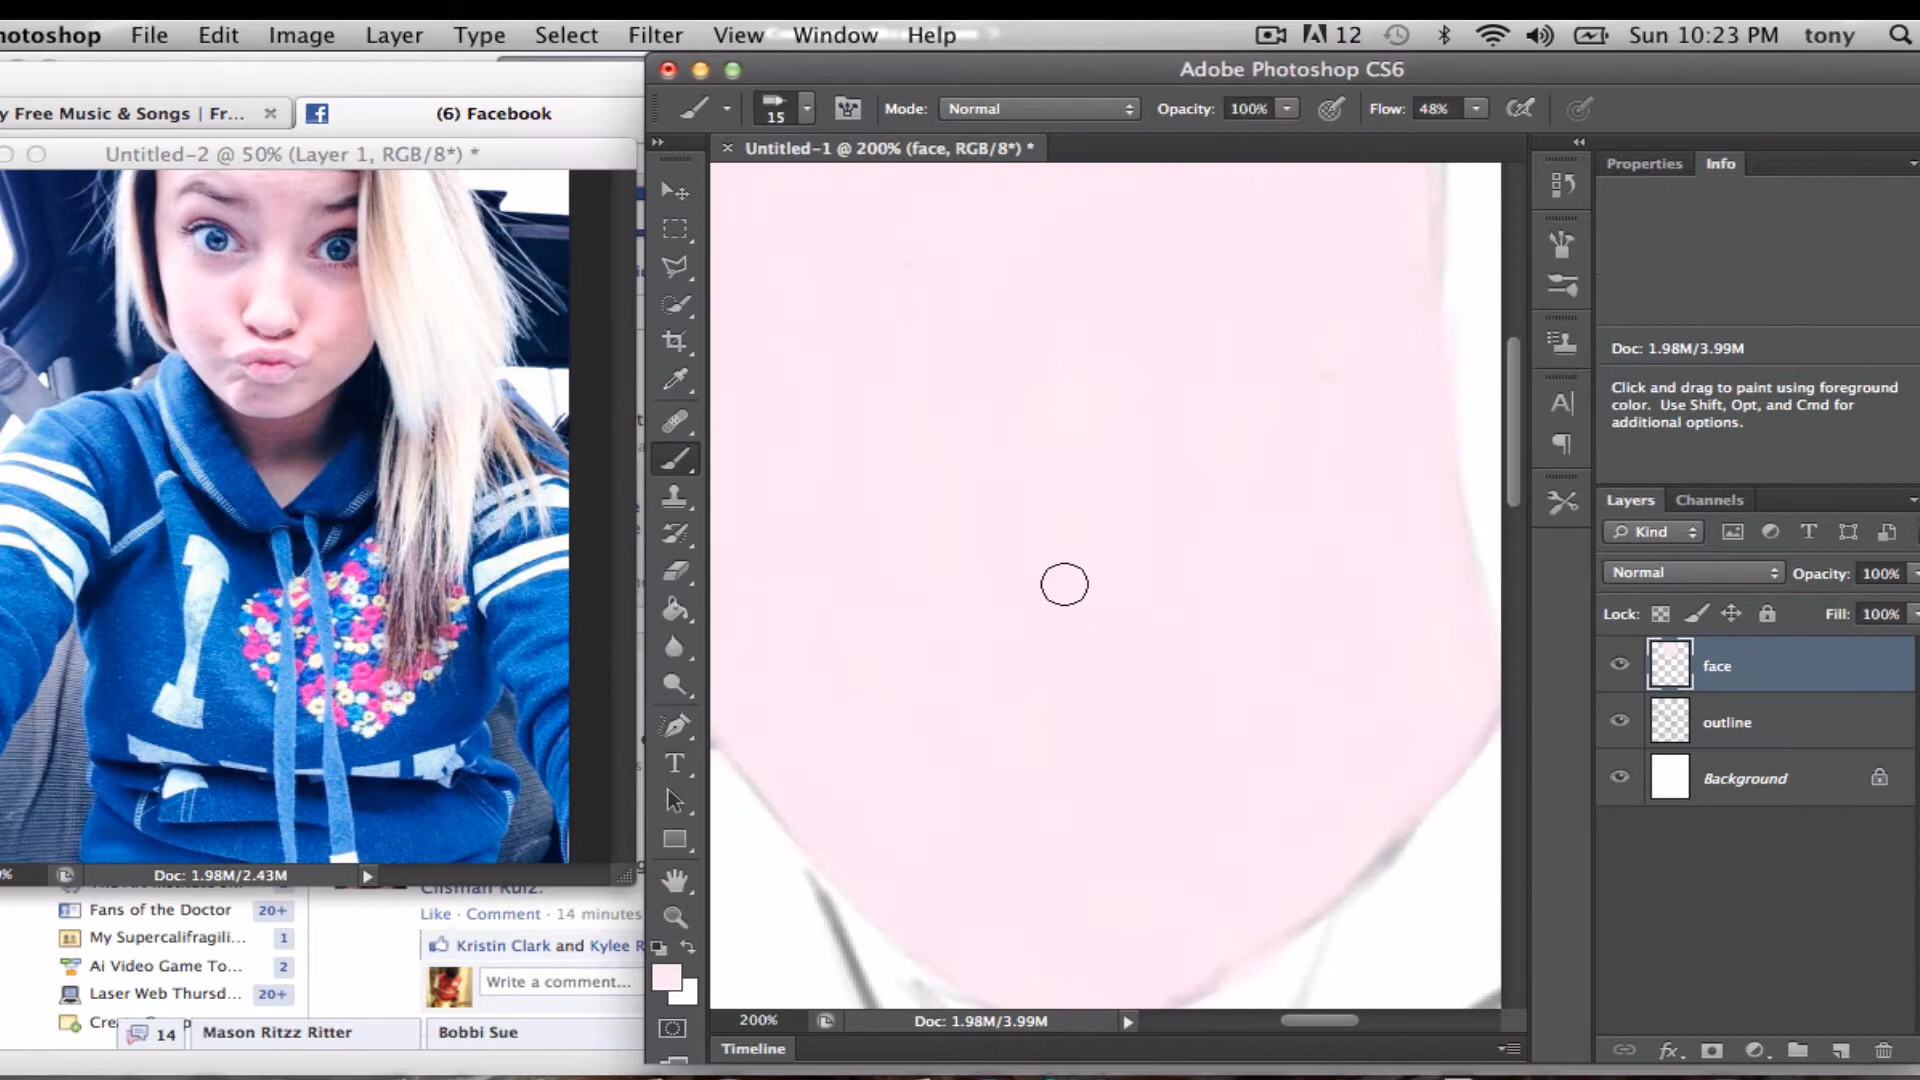 hotoshop File Edit Image Layer Type Select Filter View Window Help 12 Sun 10:23 PM tony
Adobe Photoshop CS6
y Free Music & Songs | Fr... (6) Facebook
15 Mode: Normal Opacity: 100% Flow: 48%
Untitled-2 @ 50% (Layer 1, RGB/8*) *
Untitled-1 @ 200% (face, RGB/8*) *
Properties Info
Doc: 1.98M/3.99M
Click and drag to paint using foreground
color. Use Shift, Opt, and Cmd for
additional options.
Layers Channels
Kind
Normal Opacity: 100%
Lock: Fill: 100%
face
outline
Background
% Doc: 1.98M/2.43M
Fans of the Doctor 20+
My Supercalifragili... 1
Ai Video Game To... 2
Laser Web Thursd... 20+
Like · Comment · 14 minutes
Kristin Clark and Kylee R
Write a comment...
14 Mason Ritzz Ritter Bobbi Sue
200% Doc: 1.98M/3.99M
Timeline